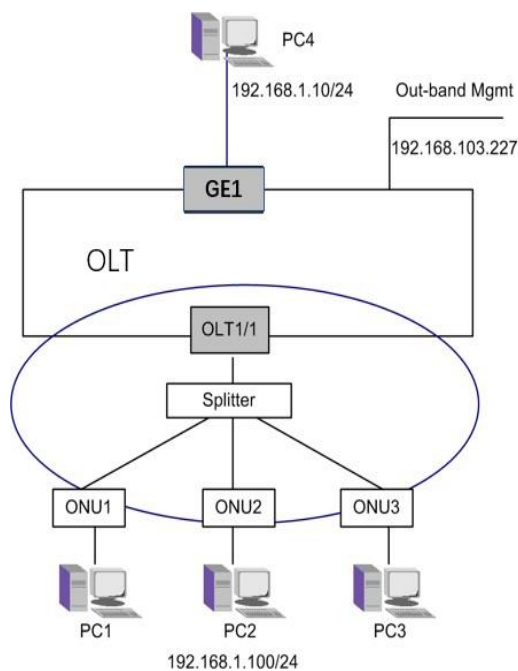 PC4
192.168.1.10/24
Out-band Mgmt
192.168.103.227
GE1
OLT
OLT1/1
Splitter
ONU1
ONU2
ONU3
PC1
PC2
PC3
192.168.1.100/24